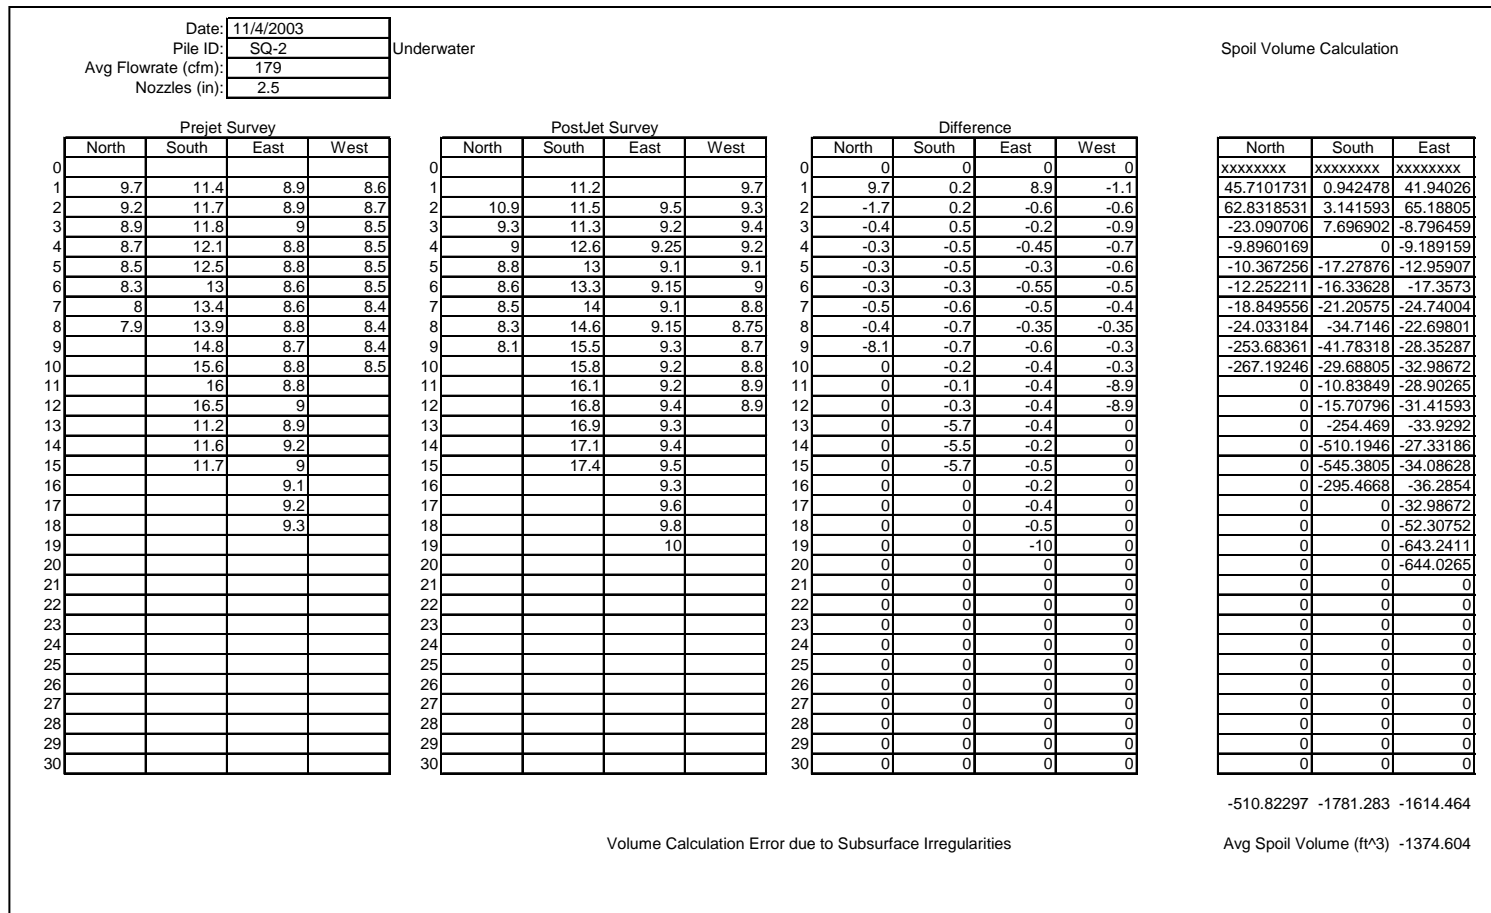 Date: 11/4/2003
Pile ID: SQ-2 Underwater Spoil Volume Calculation
Avg Flowrate (cfm): 179
Nozzles (in): 2.5
Prejet Survey PostJet Survey Difference
North South East West North South East West North South East West North South East
0 0 0 0 0 0 0 xxxxxxxx xxxxxxxx xxxxxxxx
1 9.7 11.4 8.9 8.6 1 11.2 9.7 1 9.7 0.2 8.9 -1.1 45.7101731 0.942478 41.94026
2 9.2 11.7 8.9 8.7 2 10.9 11.5 9.5 9.3 2 -1.7 0.2 -0.6 -0.6 62.8318531 3.141593 65.18805
3 8.9 11.8 9 8.5 3 9.3 11.3 9.2 9.4 3 -0.4 0.5 -0.2 -0.9 -23.090706 7.696902 -8.796459
4 8.7 12.1 8.8 8.5 4 9 12.6 9.25 9.2 4 -0.3 -0.5 -0.45 -0.7 -9.8960169 0 -9.189159
5 8.5 12.5 8.8 8.5 5 8.8 13 9.1 9.1 5 -0.3 -0.5 -0.3 -0.6 -10.367256 -17.27876 -12.95907
6 8.3 13 8.6 8.5 6 8.6 13.3 9.15 9 6 -0.3 -0.3 -0.55 -0.5 -12.252211 -16.33628 -17.3573
7 8 13.4 8.6 8.4 7 8.5 14 9.1 8.8 7 -0.5 -0.6 -0.5 -0.4 -18.849556 -21.20575 -24.74004
8 7.9 13.9 8.8 8.4 8 8.3 14.6 9.15 8.75 8 -0.4 -0.7 -0.35 -0.35 -24.033184 -34.7146 -22.69801
9 14.8 8.7 8.4 9 8.1 15.5 9.3 8.7 9 -8.1 -0.7 -0.6 -0.3 -253.68361 -41.78318 -28.35287
10 15.6 8.8 8.5 10 15.8 9.2 8.8 10 0 -0.2 -0.4 -0.3 -267.19246 -29.68805 -32.98672
11 16 8.8 11 16.1 9.2 8.9 11 0 -0.1 -0.4 -8.9 0 -10.83849 -28.90265
12 16.5 9 12 16.8 9.4 8.9 12 0 -0.3 -0.4 -8.9 0 -15.70796 -31.41593
13 11.2 8.9 13 16.9 9.3 13 0 -5.7 -0.4 0 0 -254.469 -33.9292
14 11.6 9.2 14 17.1 9.4 14 0 -5.5 -0.2 0 0 -510.1946 -27.33186
15 11.7 9 15 17.4 9.5 15 0 -5.7 -0.5 0 0 -545.3805 -34.08628
16 9.1 16 9.3 16 0 0 -0.2 0 0 -295.4668 -36.2854
17 9.2 17 9.6 17 0 0 -0.4 0 0 0 -32.98672
18 9.3 18 9.8 18 0 0 -0.5 0 0 0 -52.30752
19 19 10 19 0 0 -10 0 0 0 -643.2411
20 20 20 0 0 0 0 0 0 -644.0265
21 21 21 0 0 0 0 0 0 0
22 22 22 0 0 0 0 0 0 0
23 23 23 0 0 0 0 0 0 0
24 24 24 0 0 0 0 0 0 0
25 25 25 0 0 0 0 0 0 0
26 26 26 0 0 0 0 0 0 0
27 27 27 0 0 0 0 0 0 0
28 28 28 0 0 0 0 0 0 0
29 29 29 0 0 0 0 0 0 0
30 30 30 0 0 0 0 0 0 0
-510.82297 -1781.283 -1614.464
Volume Calculation Error due to Subsurface Irregularities Avg Spoil Volume (ft^3) -1374.604